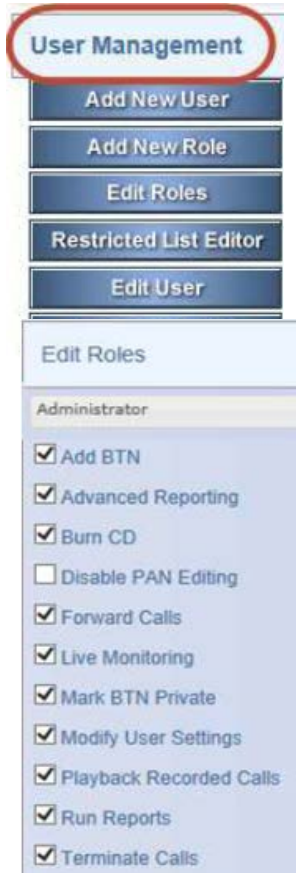 User Management
Add New User
Add New Role
Edit Roles
Restricted List Editor
Edit User
Edit Roles
Administrator
Add BTN
Advanced Reporting
Burn CD
Disable PAN Editing
Forward Calls
Live Monitoring
Mark BTN Private
Modify User Settings
Playback Recorded Calls
Run Reports
Terminate Calls